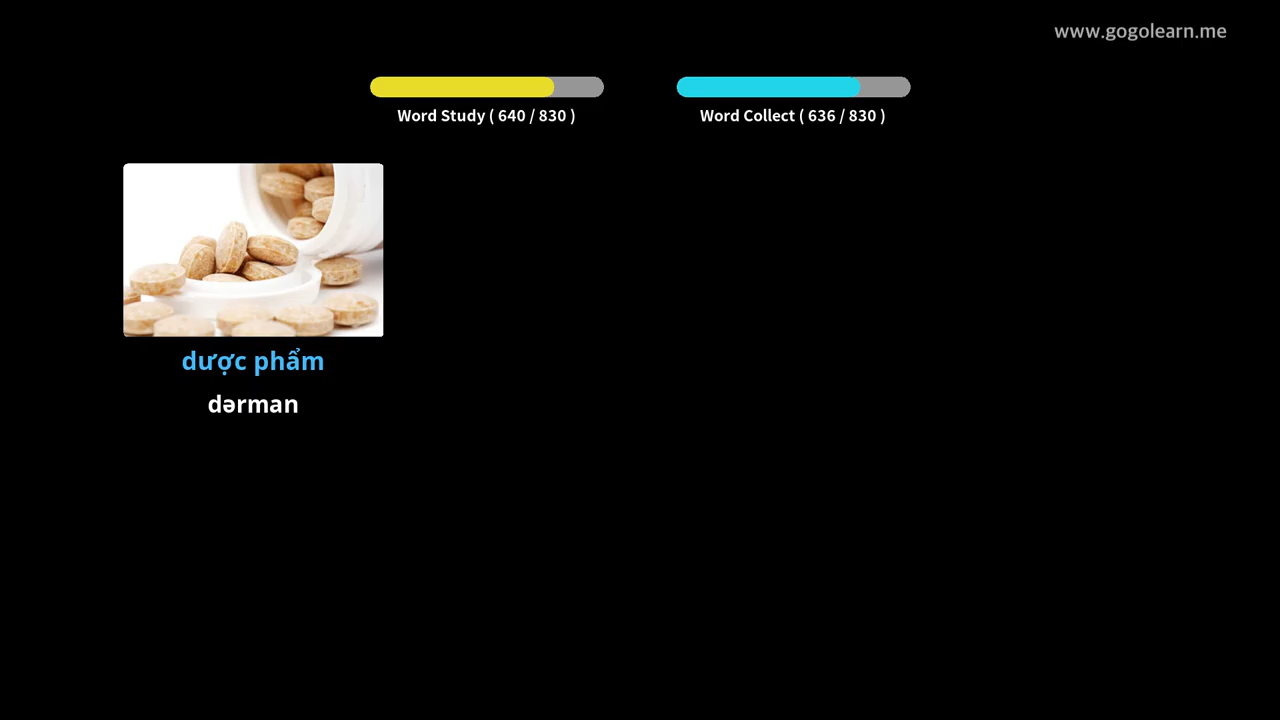 www.gogolearn.me
Word Study ( 640 / 830 )
Word Collect ( 636 / 830 )
dược phẩm
dərman